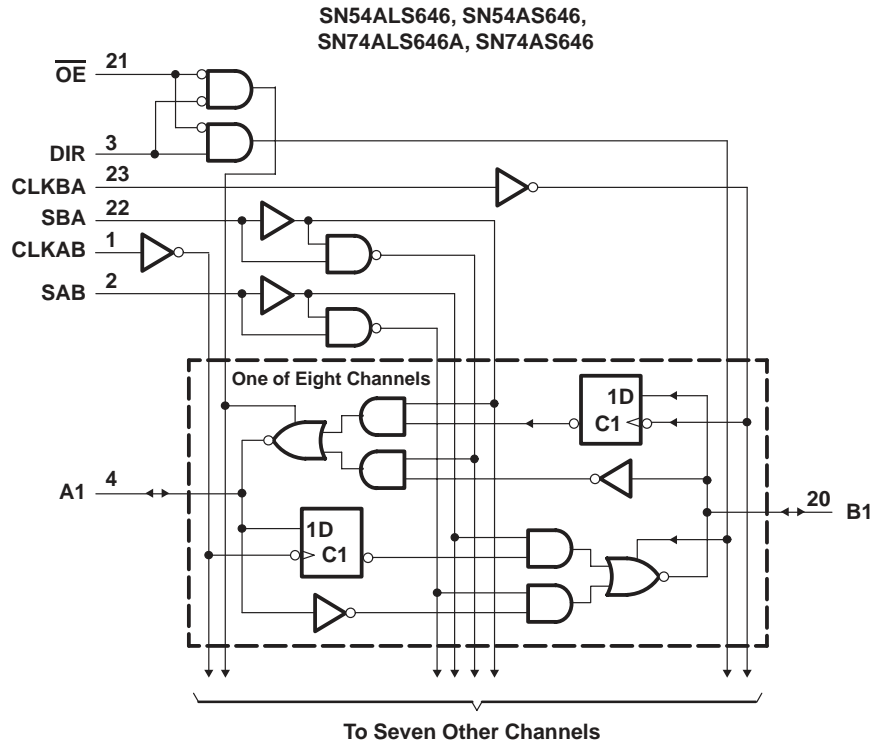 SN54ALS646, SN54AS646,
SN74ALS646A, SN74AS646
OE 21
DIR 3
CLKBA 23
SBA 22
CLKAB 1
SAB 2
One of Eight Channels
1D
C1
A1 4
20 B1
1D
C1
To Seven Other Channels